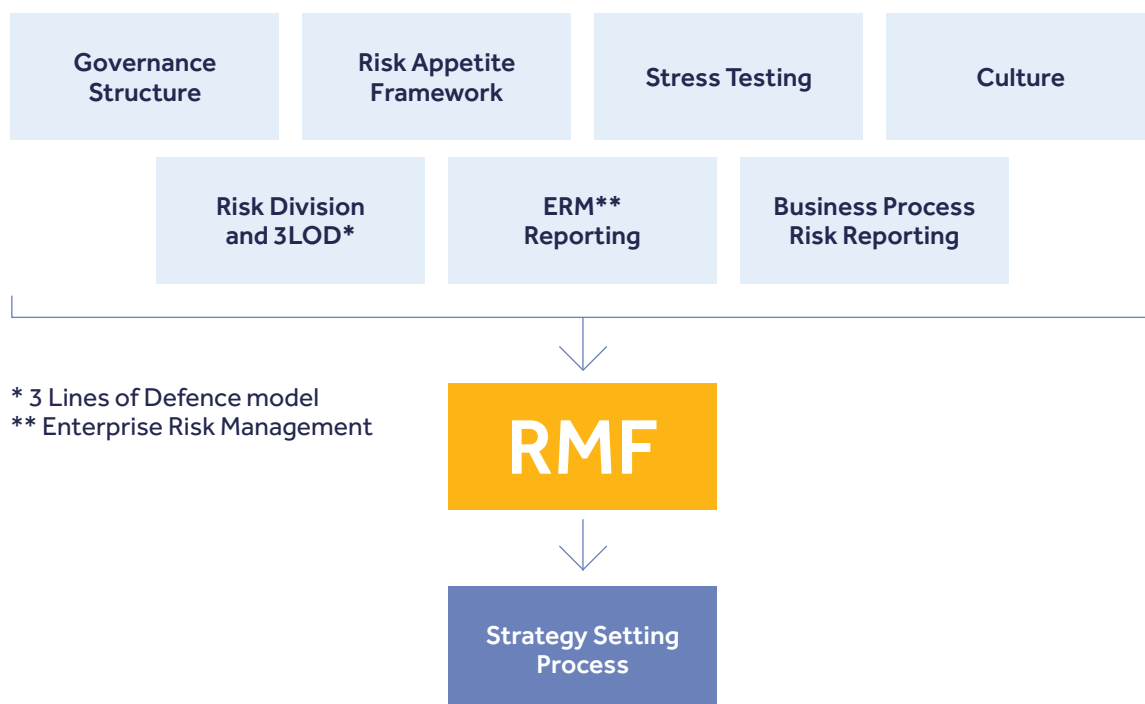 Governance
Structure
Risk Appetite
Framework
Stress Testing
Culture
Risk Division
and 3LOD*
ERM**
Reporting
Business Process
Risk Reporting
* 3 Lines of Defence model
** Enterprise Risk Management
RMF
Strategy Setting
Process